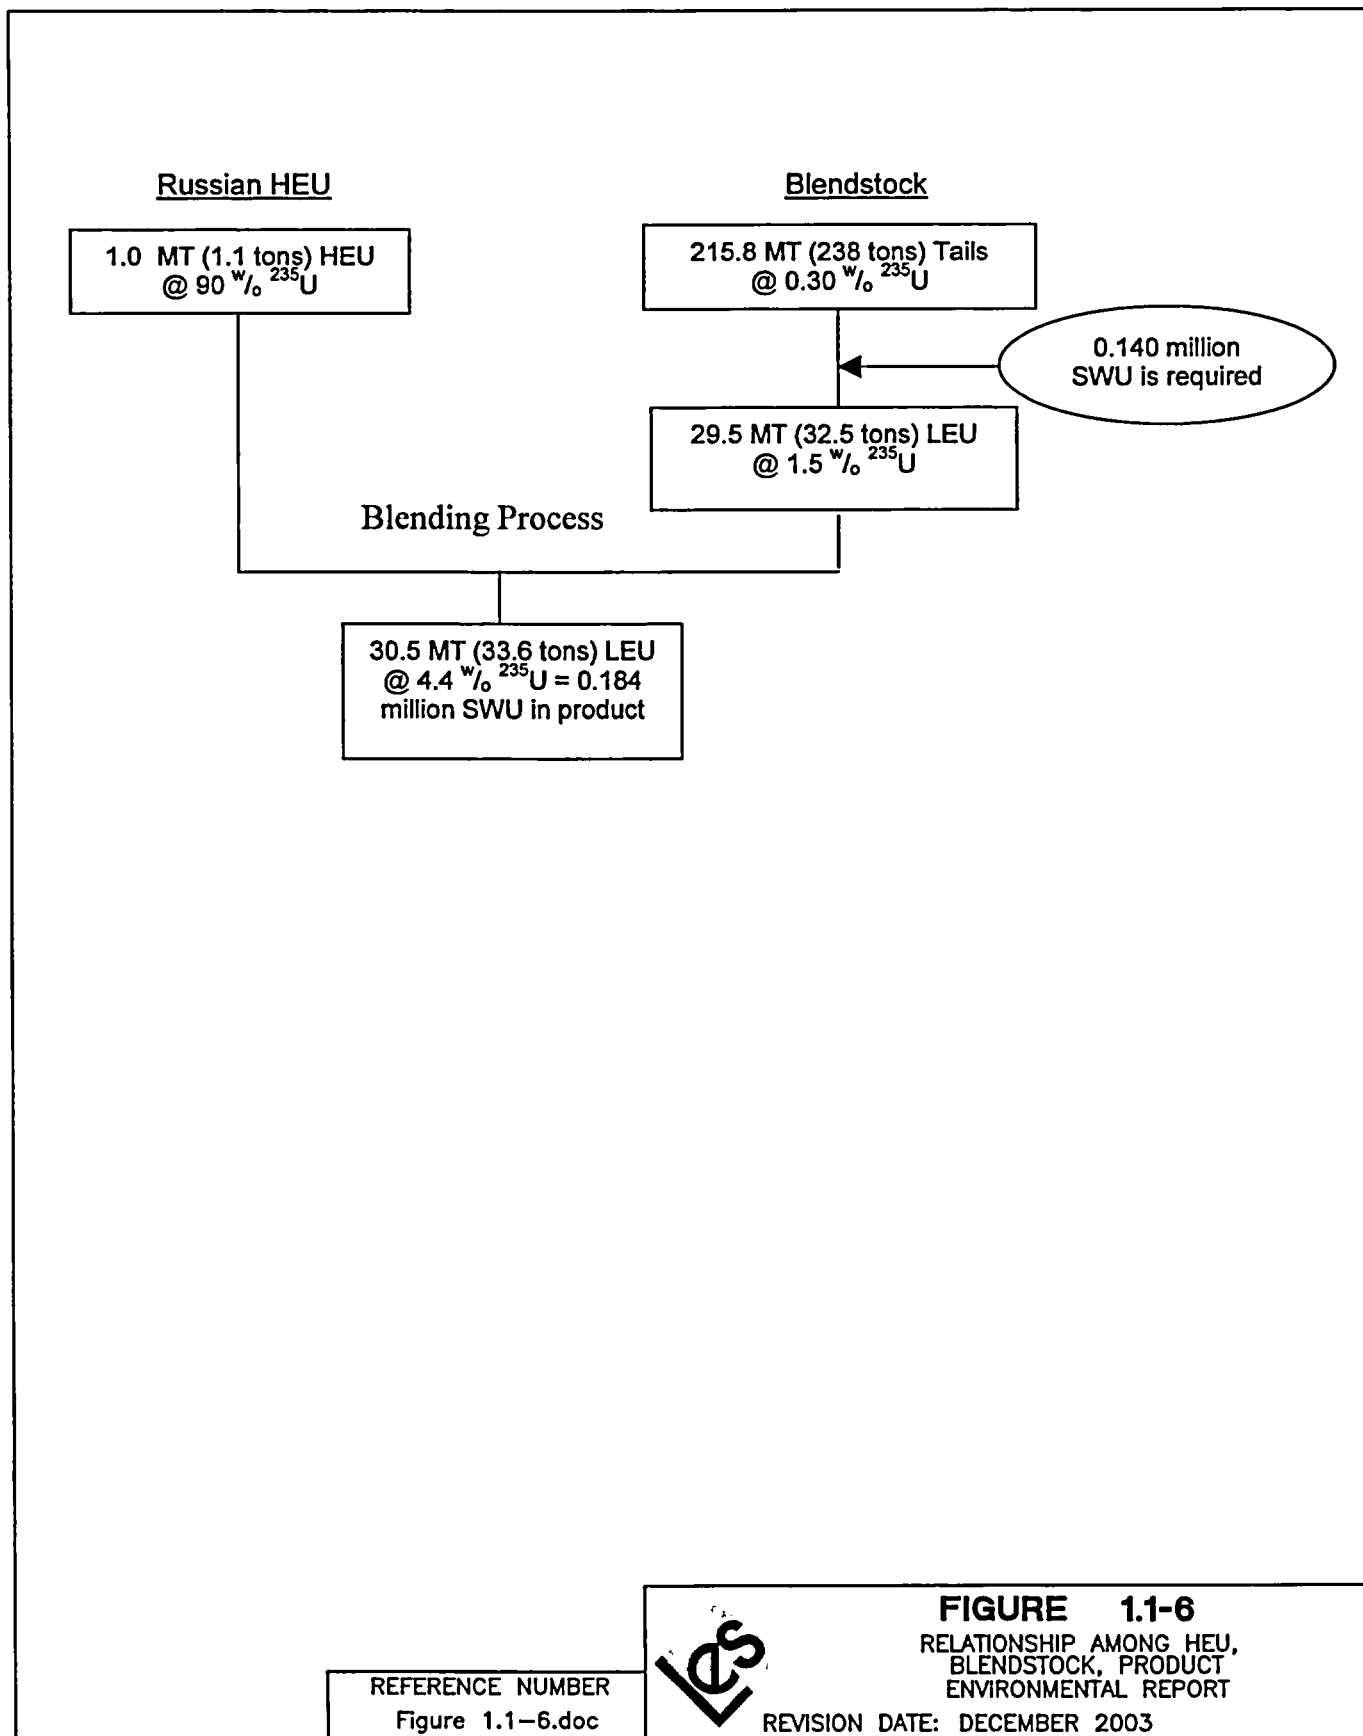 Russian HEU
Blendstock
1.0 MT (1.1 tons) HEU
@ 90 w/o 235U
215.8 MT (238 tons) Tails
@ 0.30 w/o 235U
0.140 million
SWU is required
29.5 MT (32.5 tons) LEU
@ 1.5 w/o 235U
Blending Process
30.5 MT (33.6 tons) LEU
@ 4.4 w/o 235U = 0.184
million SWU in product
REFERENCE NUMBER
Figure 1.1-6.doc
Les
FIGURE 1.1-6
RELATIONSHIP AMONG HEU,
BLENDSTOCK, PRODUCT
ENVIRONMENTAL REPORT
REVISION DATE: DECEMBER 2003